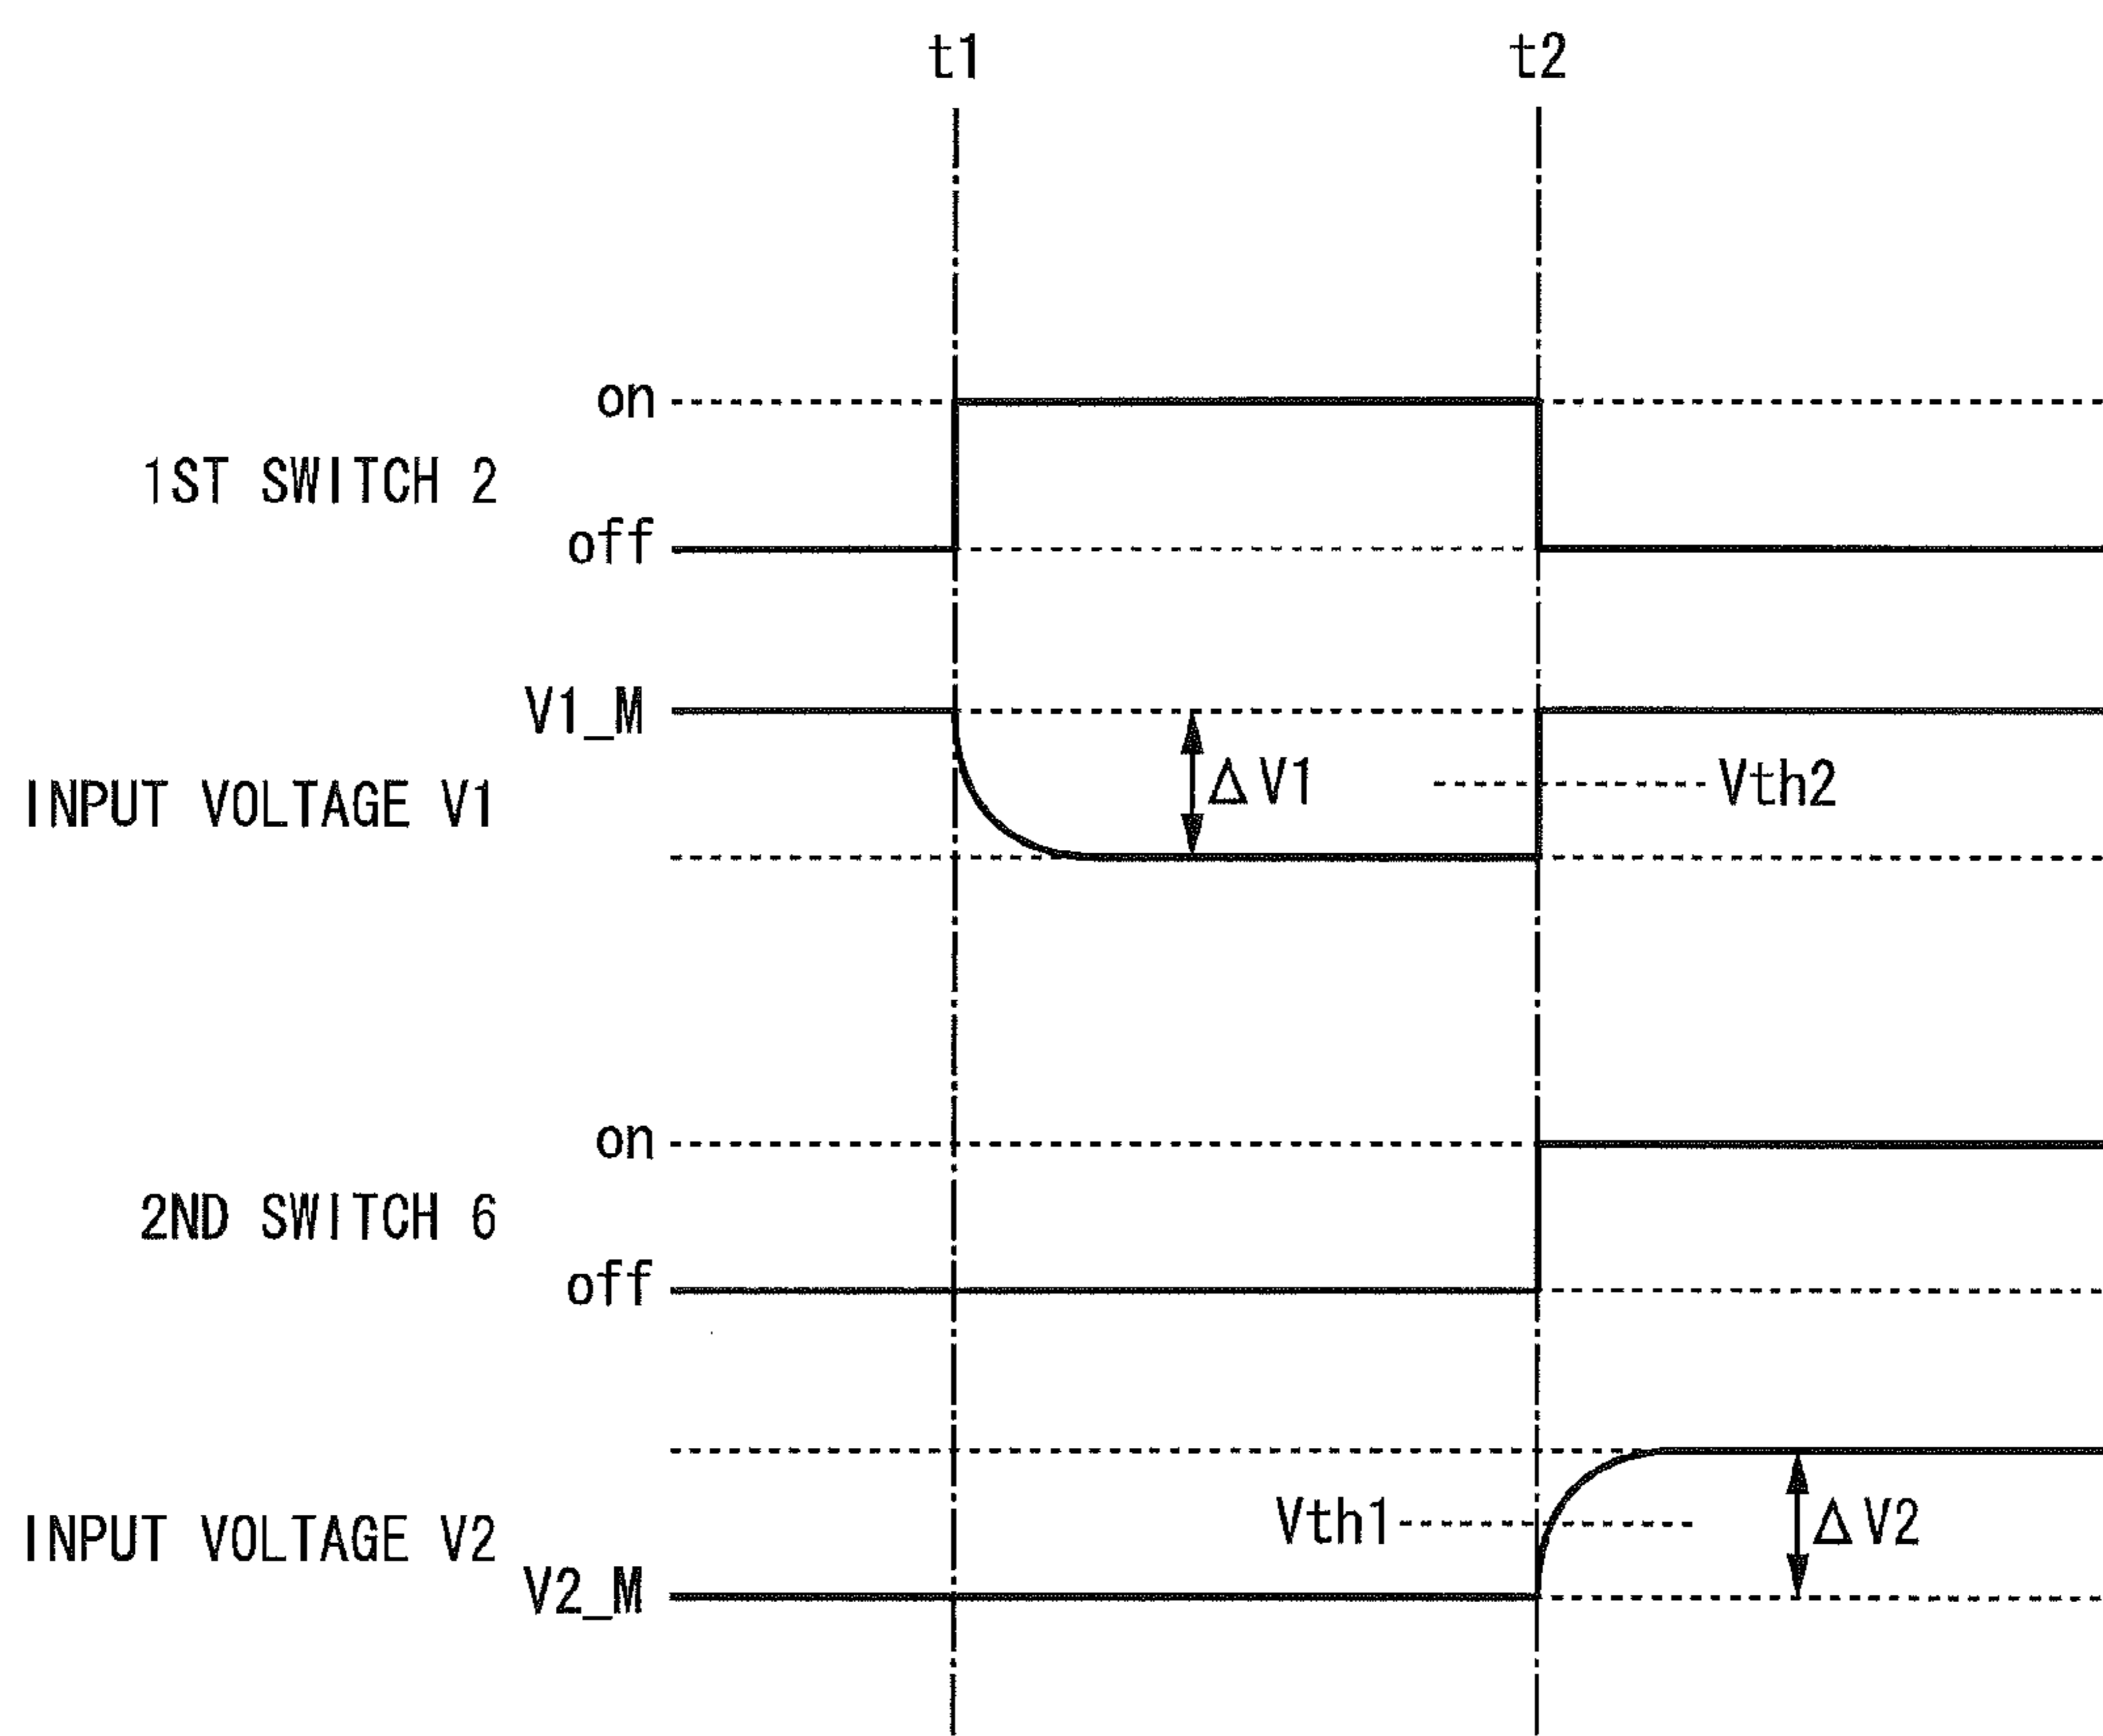 t1 t2
on
1ST SWITCH 2
off
V1_M
ΔV1 Vth2
INPUT VOLTAGE V1
on
2ND SWITCH 6
off
Vth1 ΔV2
INPUT VOLTAGE V2
V2_M